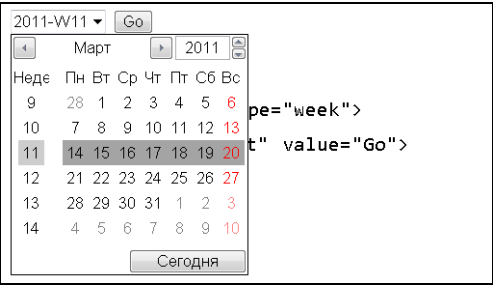 2011-W11 Go
Март 2011
Неде Пн Вт Ср Чт Пт Сб Вс
9 28 1 2 3 4 5 6
pe="week">
10 7 8 9 10 11 12 13
t" value="Go">
11 14 15 16 17 18 19 20
12 21 22 23 24 25 26 27
13 28 29 30 31 1 2 3
14 4 5 6 7 8 9 10
Сегодня